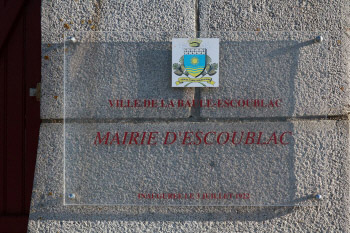 VILLE DE LA BAULE-ESCOUBLAC
MAIRIE D'ESCOUBLAC